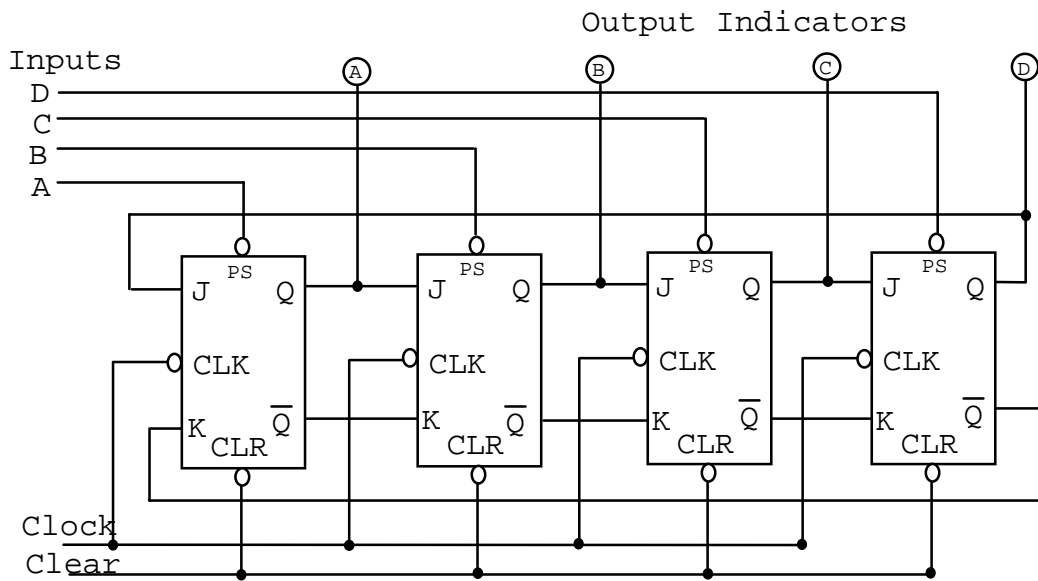 Output Indicators
Inputs
A B C D
D
C
B
A
PS PS PS PS
J Q J Q J Q J Q
CLK CLK CLK CLK
K Q̅ K Q̅ K Q̅ K Q̅
CLR CLR CLR CLR
Clock
Clear